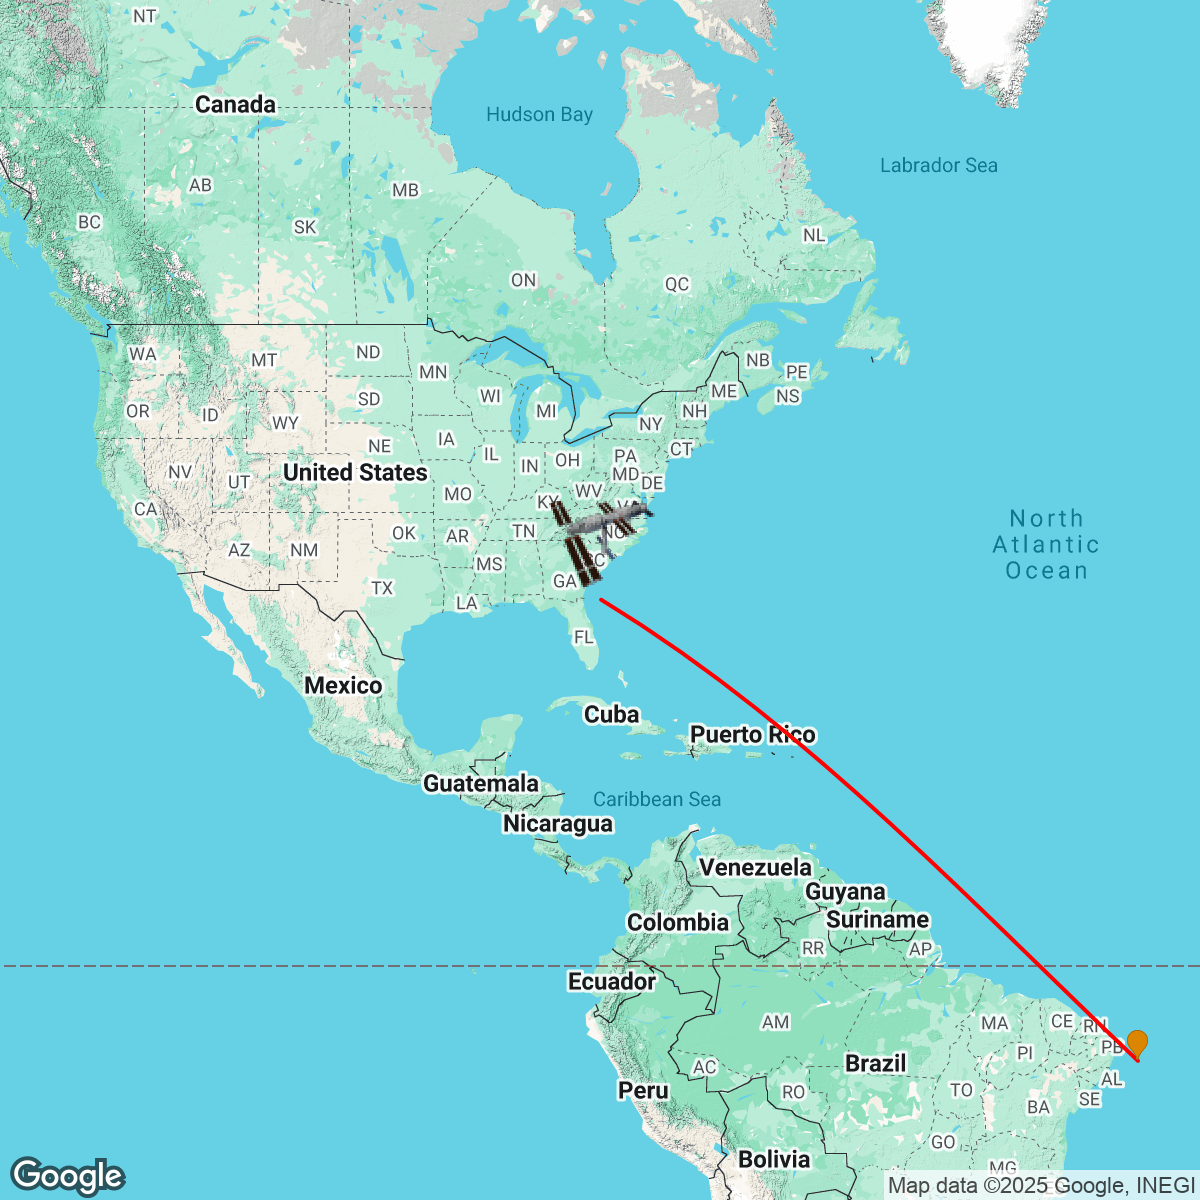 NT
Canada
Hudson Bay
Labrador Sea
AB
MB
BC
SK
NL
ON
QC
WA
MT
ND
MN
NB
PE
ME
NS
OR
ID
WY
SD
WI
MI
NY
NH
NE
IA
IL
IN
OH
PA
CT
NV
UT
United States
MO
KY
WV
MD
DE
CA
AZ
NM
OK
AR
TN
NC
MS
GA
TX
LA
FL
North
Atlantic
Ocean
Mexico
Cuba
Puerto Rico
Guatemala
Caribbean Sea
Nicaragua
Venezuela
Guyana
Suriname
Colombia
RR
AP
Ecuador
AM
MA
CE
RN
PB
PI
Brazil
AC
RO
TO
AL
SE
BA
Peru
GO
Bolivia
MG
Google
Map data ©2025 Google, INEGI